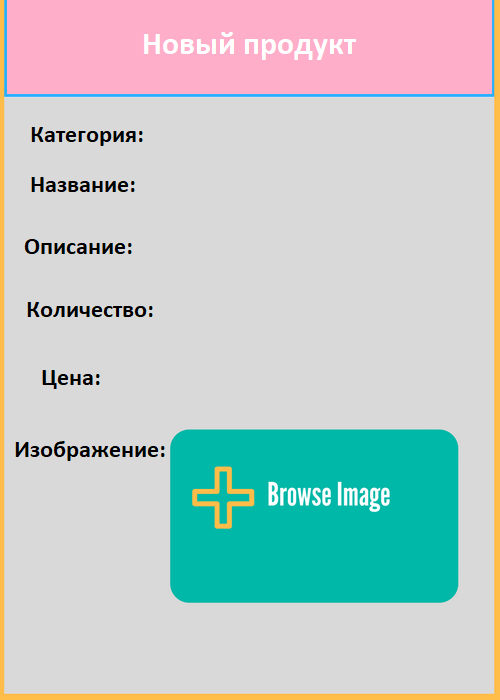 Новый продукт
Категория:
Название:
Описание:
Количество:
Цена:
Изображение:
Browse Image